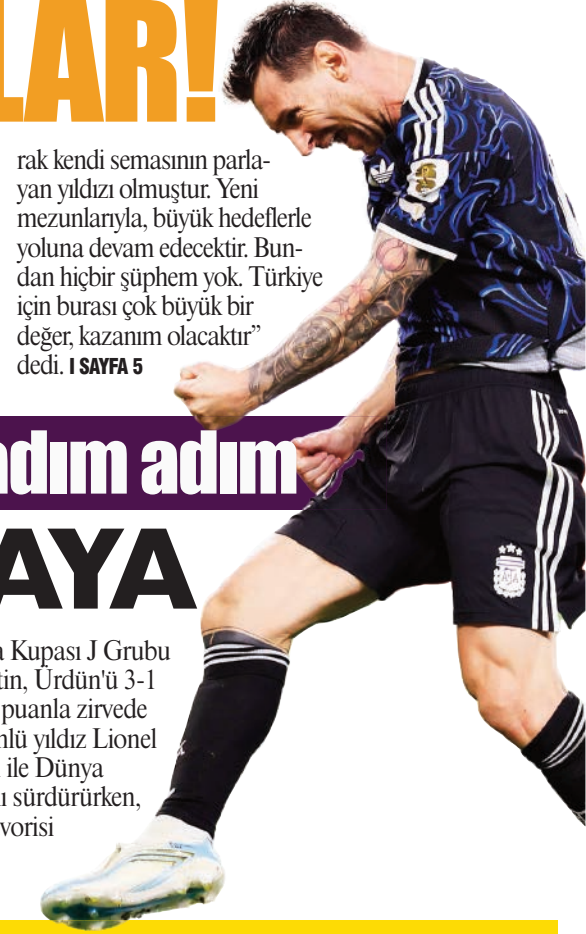 LAR!
rak kendi semasının parla-
yan yıldızı olmuştur. Yeni
mezunlarıyla, büyük hedeflerle
yoluna devam edecektir. Bun-
dan hiçbir şüphem yok. Türkiye
için burası çok büyük bir
değer, kazanım olacaktır”
dedi. I SAYFA 5
adım adım
AYA
a Kupası J Grubu
tin, Ürdün'ü 3-1
puanla zirvede
nlü yıldız Lionel
ile Dünya
ı sürdürürken,
vorisi
AFA